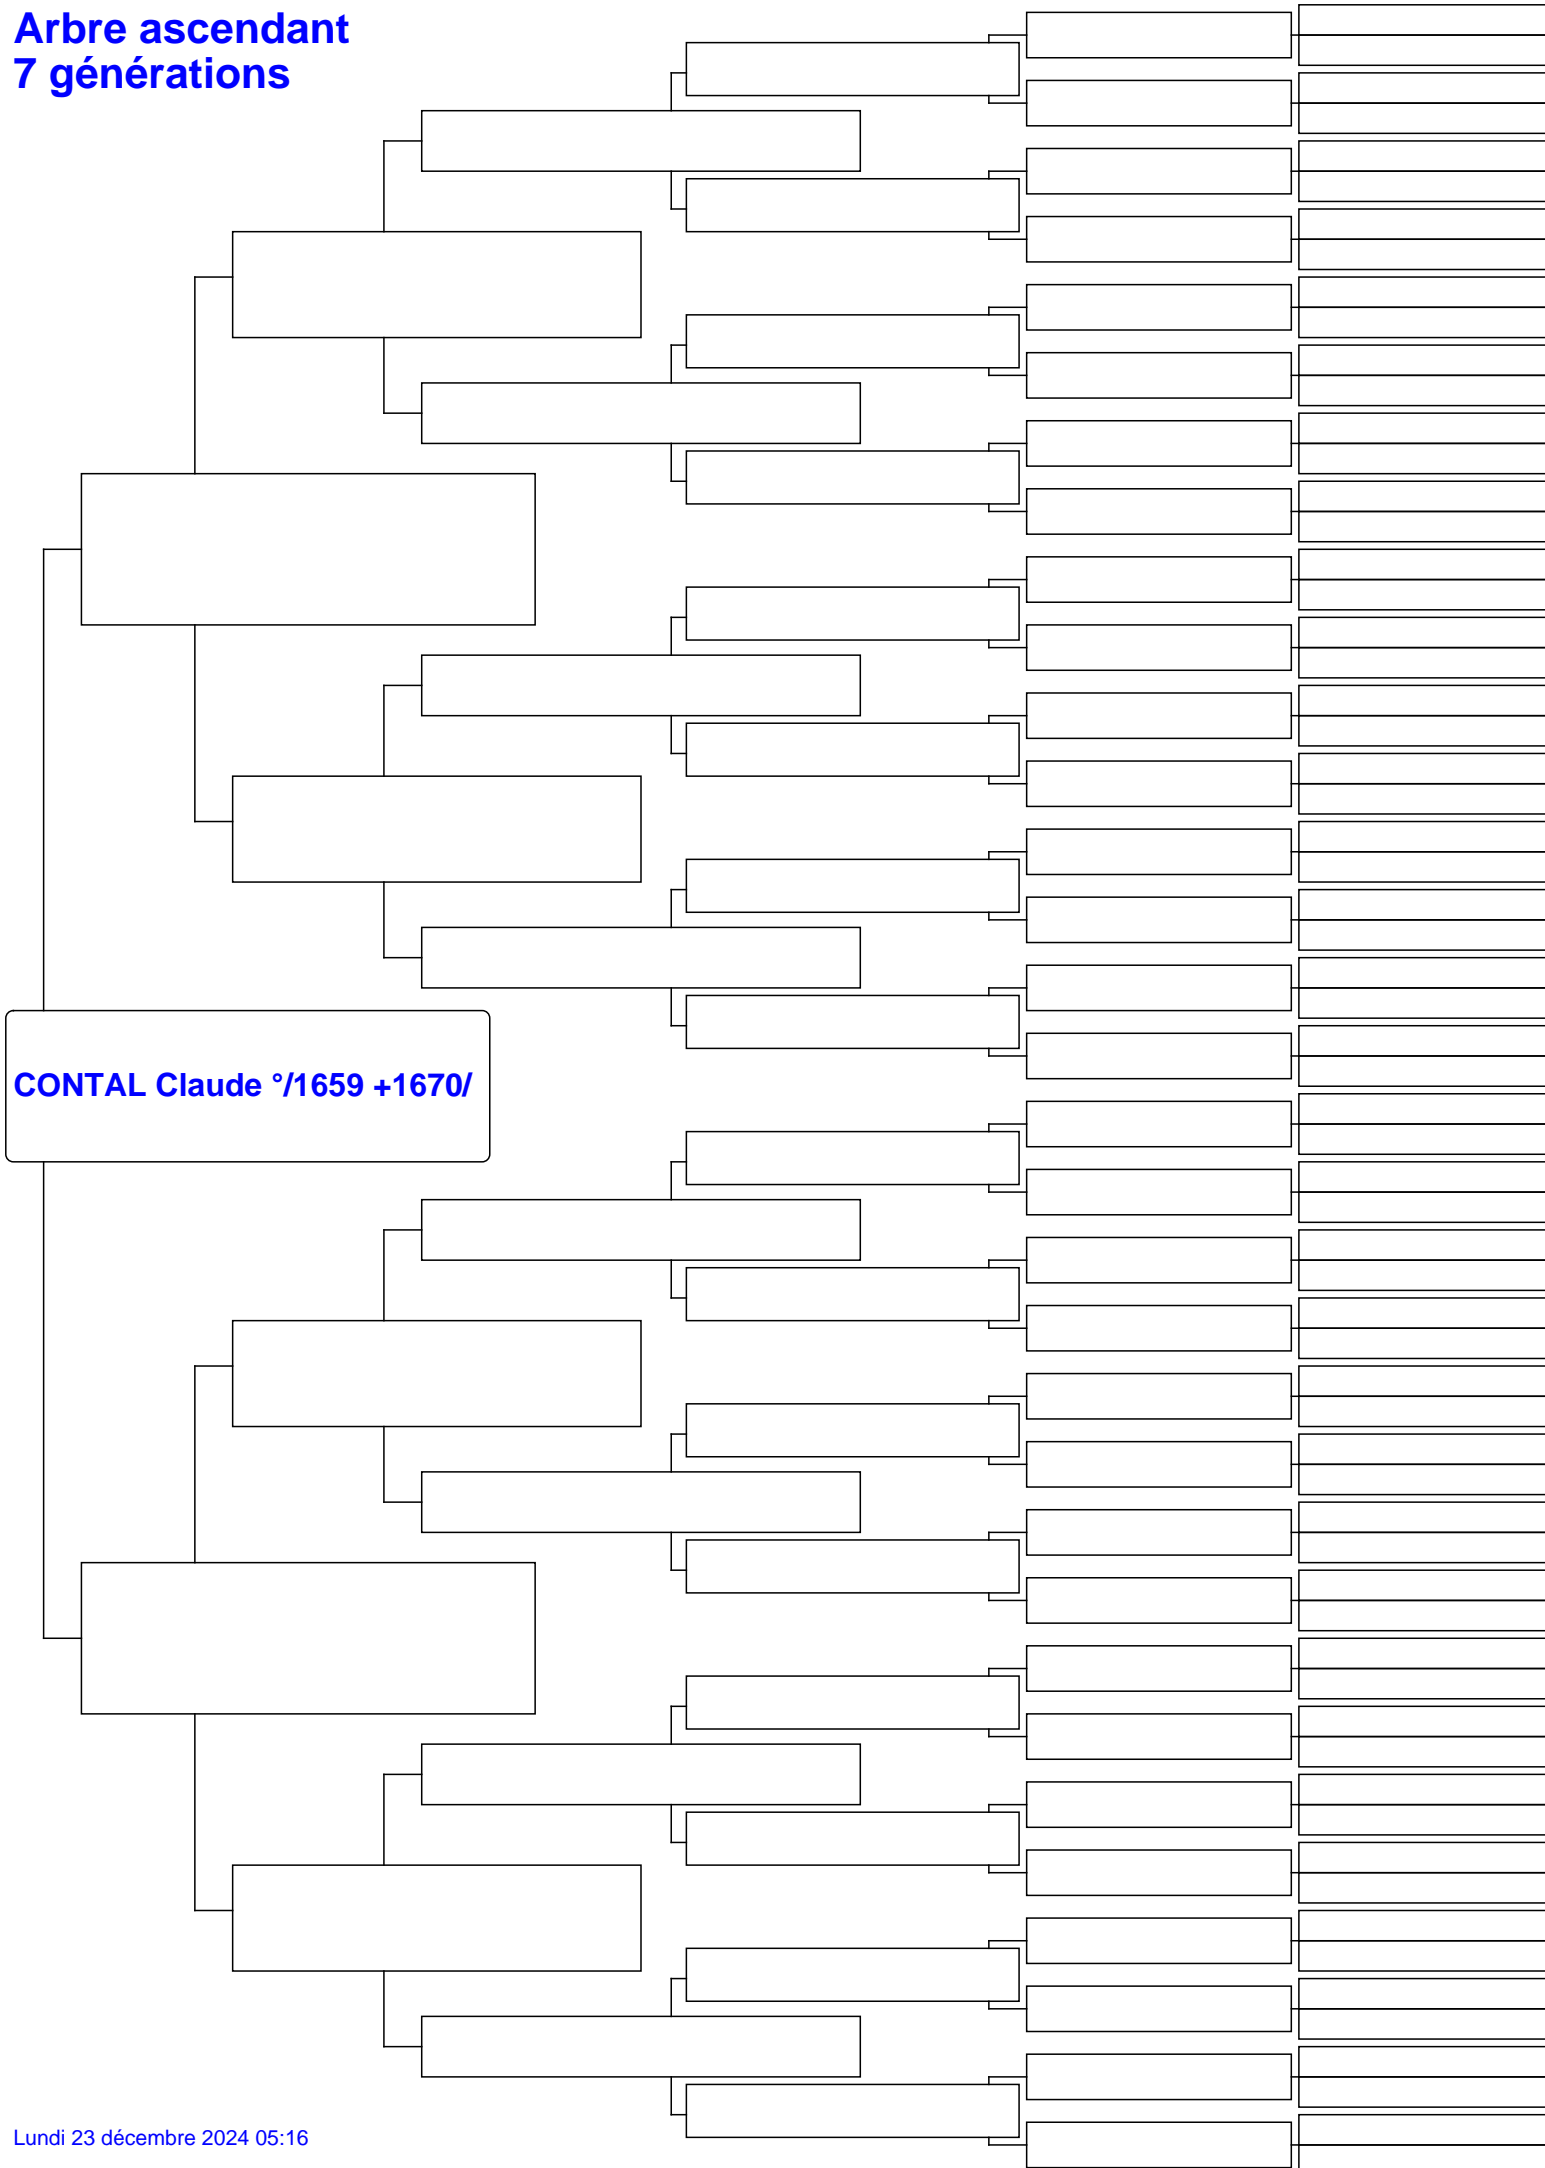 Arbre ascendant
7 générations
CONTAL Claude °/1659 +1670/
Lundi 23 décembre 2024 05:16